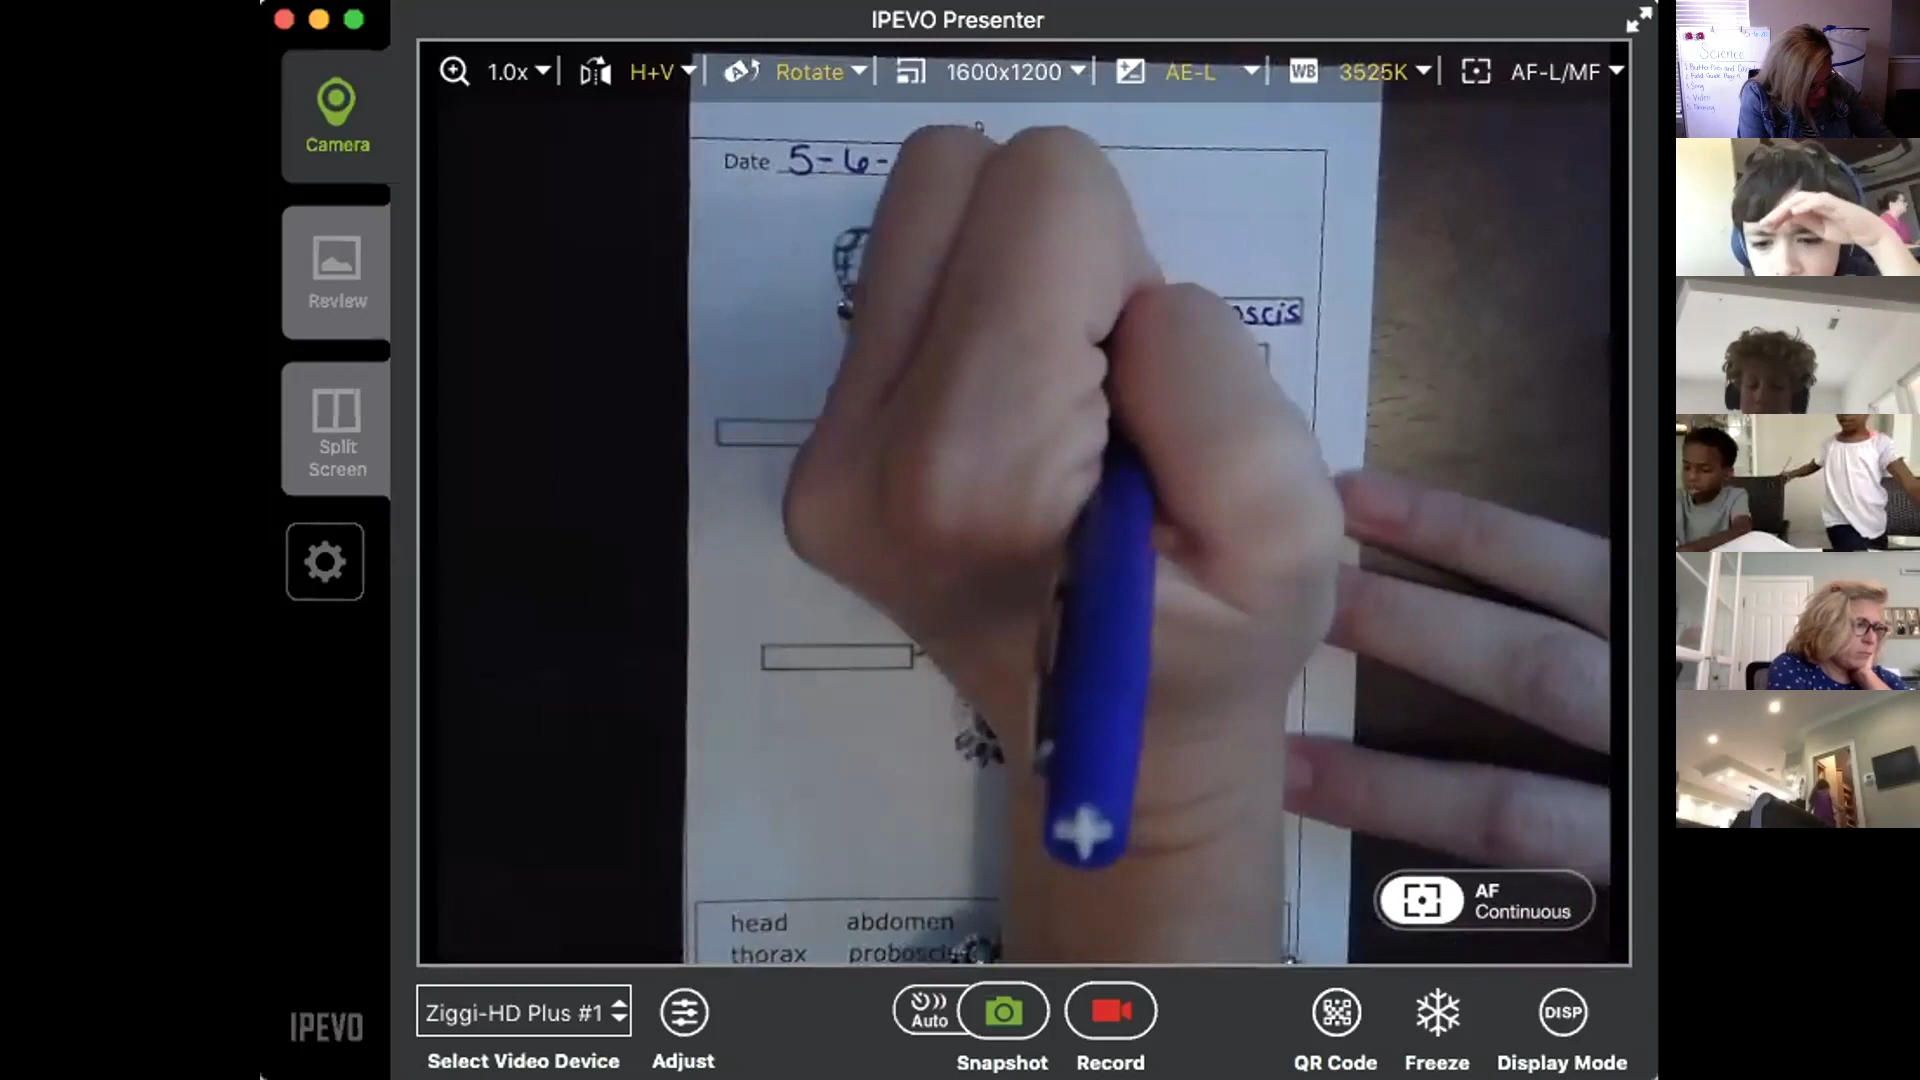 IPEVO Presenter
1.0x H+V Rotate 1600x1200 AE-L WB 3525K AF-L/MF
Camera
Review
Split
Screen
Date 5-6-
oscis
head abdomen
thorax proboscis
AF
Continuous
IPEVO
Ziggi-HD Plus #1
Auto
DISP
Select Video Device Adjust Snapshot Record QR Code Freeze Display Mode
Science